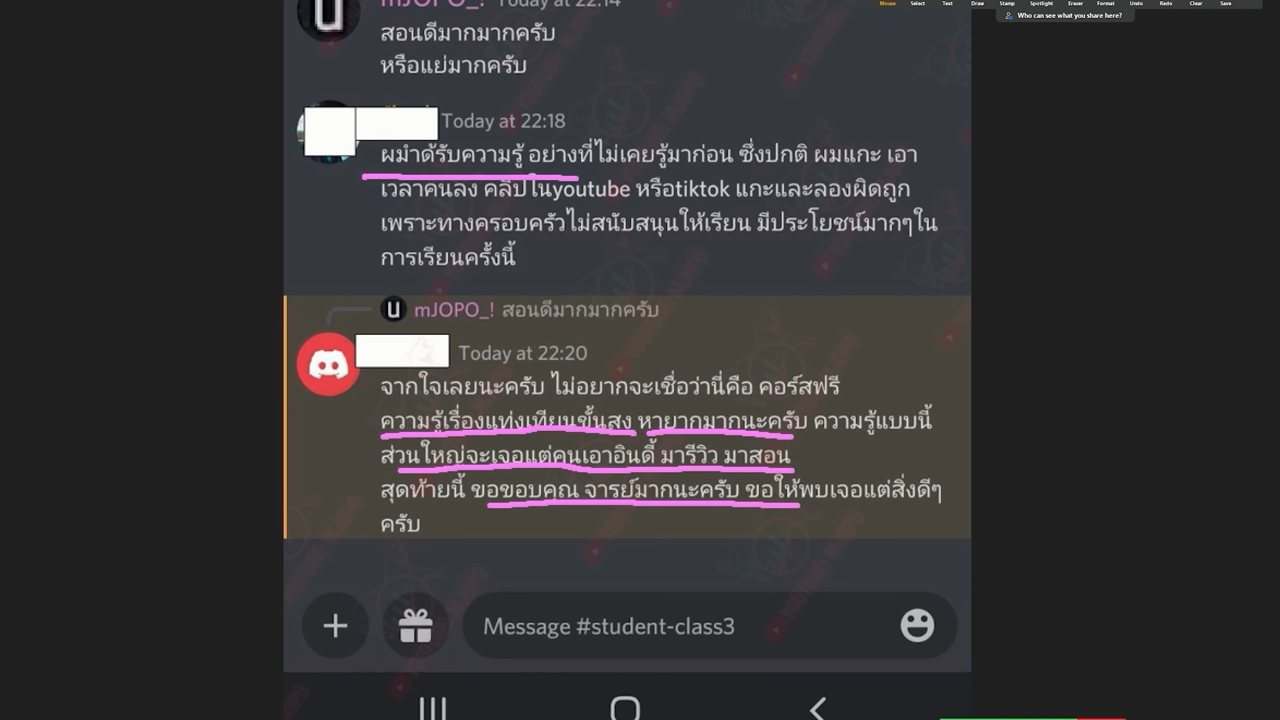 Mouse Select Text Draw Stamp Spotlight Eraser Format Undo Redo Clear Save
Who can see what you share here?
mJOPO_! Today at 22:14
สอนดีมากมากครับ
หรือแย่มากครับ
Today at 22:18
ผมำด้รับความรู้ อย่างที่ไม่เคยรู้มาก่อน ซึ่งปกติ ผมแกะ เอา
เวลาคนลง คลิปในyoutube หรือtiktok แกะและลองผิดถูก
เพราะทางครอบครัวไม่สนับสนุนให้เรียน มีประโยชน์มากๆใน
การเรียนครั้งนี้
mJOPO_! สอนดีมากมากครับ
Today at 22:20
จากใจเลยนะครับ ไม่อยากจะเชื่อว่านี่คือ คอร์สฟรี
ความรู้เรื่องแท่งเทียนขั้นสูง หายากมากนะครับ ความรู้แบบนี้
ส่วนใหญ่จะเจอแต่คนเอาอินดี้ มารีวิว มาสอน
สุดท้ายนี้ ขอขอบคุณ จารย์มากนะครับ ขอให้พบเจอแต่สิ่งดีๆ
ครับ
Message #student-class3